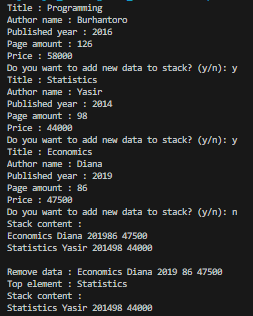 Title : Programming
Author name : Burhantoro
Published year : 2016
Page amount : 126
Price : 58000
Do you want to add new data to stack? (y/n): y
Title : Statistics
Author name : Yasir
Published year : 2014
Page amount : 98
Price : 44000
Do you want to add new data to stack? (y/n): y
Title : Economics
Author name : Diana
Published year : 2019
Page amount : 86
Price : 47500
Do you want to add new data to stack? (y/n): n
Stack content :
Economics Diana 201986 47500
Statistics Yasir 201498 44000

Remove data : Economics Diana 2019 86 47500
Top element : Statistics
Stack content :
Statistics Yasir 201498 44000